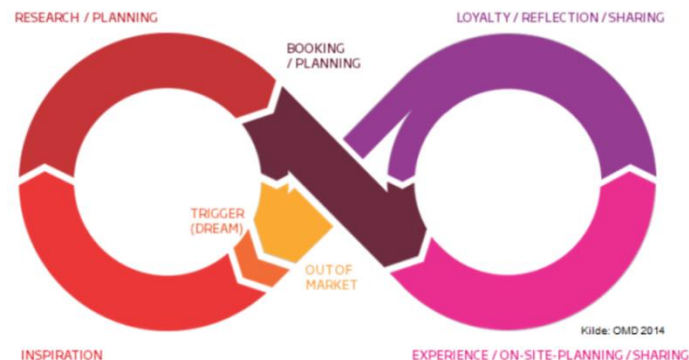 RESEARCH / PLANNING
LOYALTY / REFLECTION / SHARING
BOOKING
/ PLANNING
TRIGGER
(DREAM)
OUT OF
MARKET
Kilde: OMD 2014
INSPIRATION
EXPERIENCE / ON-SITE-PLANNING / SHARING